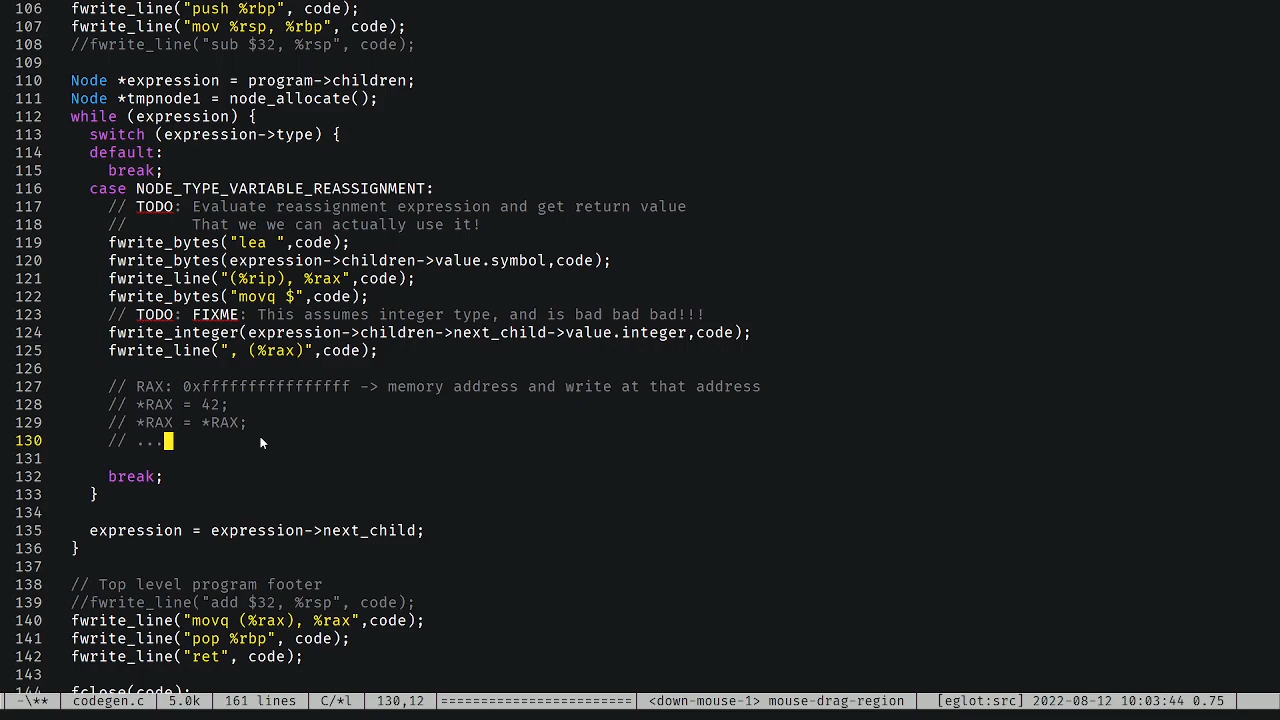 106 fwrite_line("push %rbp", code);
107 fwrite_line("mov %rsp, %rbp", code);
108 //fwrite_line("sub $32, %rsp", code);
109
110 Node *expression = program->children;
111 Node *tmpnode1 = node_allocate();
112 while (expression) {
113 switch (expression->type) {
114 default:
115 break;
116 case NODE_TYPE_VARIABLE_REASSIGNMENT:
117 // TODO: Evaluate reassignment expression and get return value
118 // That we we can actually use it!
119 fwrite_bytes("lea ",code);
120 fwrite_bytes(expression->children->value.symbol,code);
121 fwrite_line("(%rip), %rax",code);
122 fwrite_bytes("movq $",code);
123 // TODO: FIXME: This assumes integer type, and is bad bad bad!!!
124 fwrite_integer(expression->children->next_child->value.integer,code);
125 fwrite_line(", (%rax)",code);
126
127 // RAX: 0xffffffffffffffff -> memory address and write at that address
128 // *RAX = 42;
129 // *RAX = *RAX;
130 // ...
131
132 break;
133 }
134
135 expression = expression->next_child;
136 }
137
138 // Top level program footer
139 //fwrite_line("add $32, %rsp", code);
140 fwrite_line("movq (%rax), %rax",code);
141 fwrite_line("pop %rbp", code);
142 fwrite_line("ret", code);
143
144 fclose(code);
-\** codegen.c 5.0k 161 lines C/*l 130,12 ========================= <down-mouse-1> mouse-drag-region [eglot:src] 2022-08-12 10:03:44 0.75